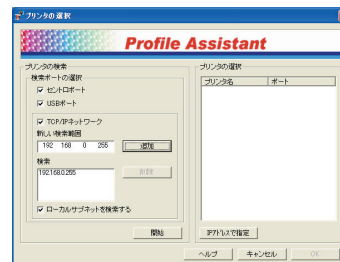 プリンタの選択
Profile Assistant
プリンタの検索
検索ポートの選択
セントロポート
USBポート
TCP/IPネットワーク
新しい検索範囲
192 168 0 255
追加
検索
192.168.0.255
削除
ローカルサブネットを検索する
開始
プリンタの選択
プリンタ名
ポート
IPアドレスで指定
ヘルプ
キャンセル
OK